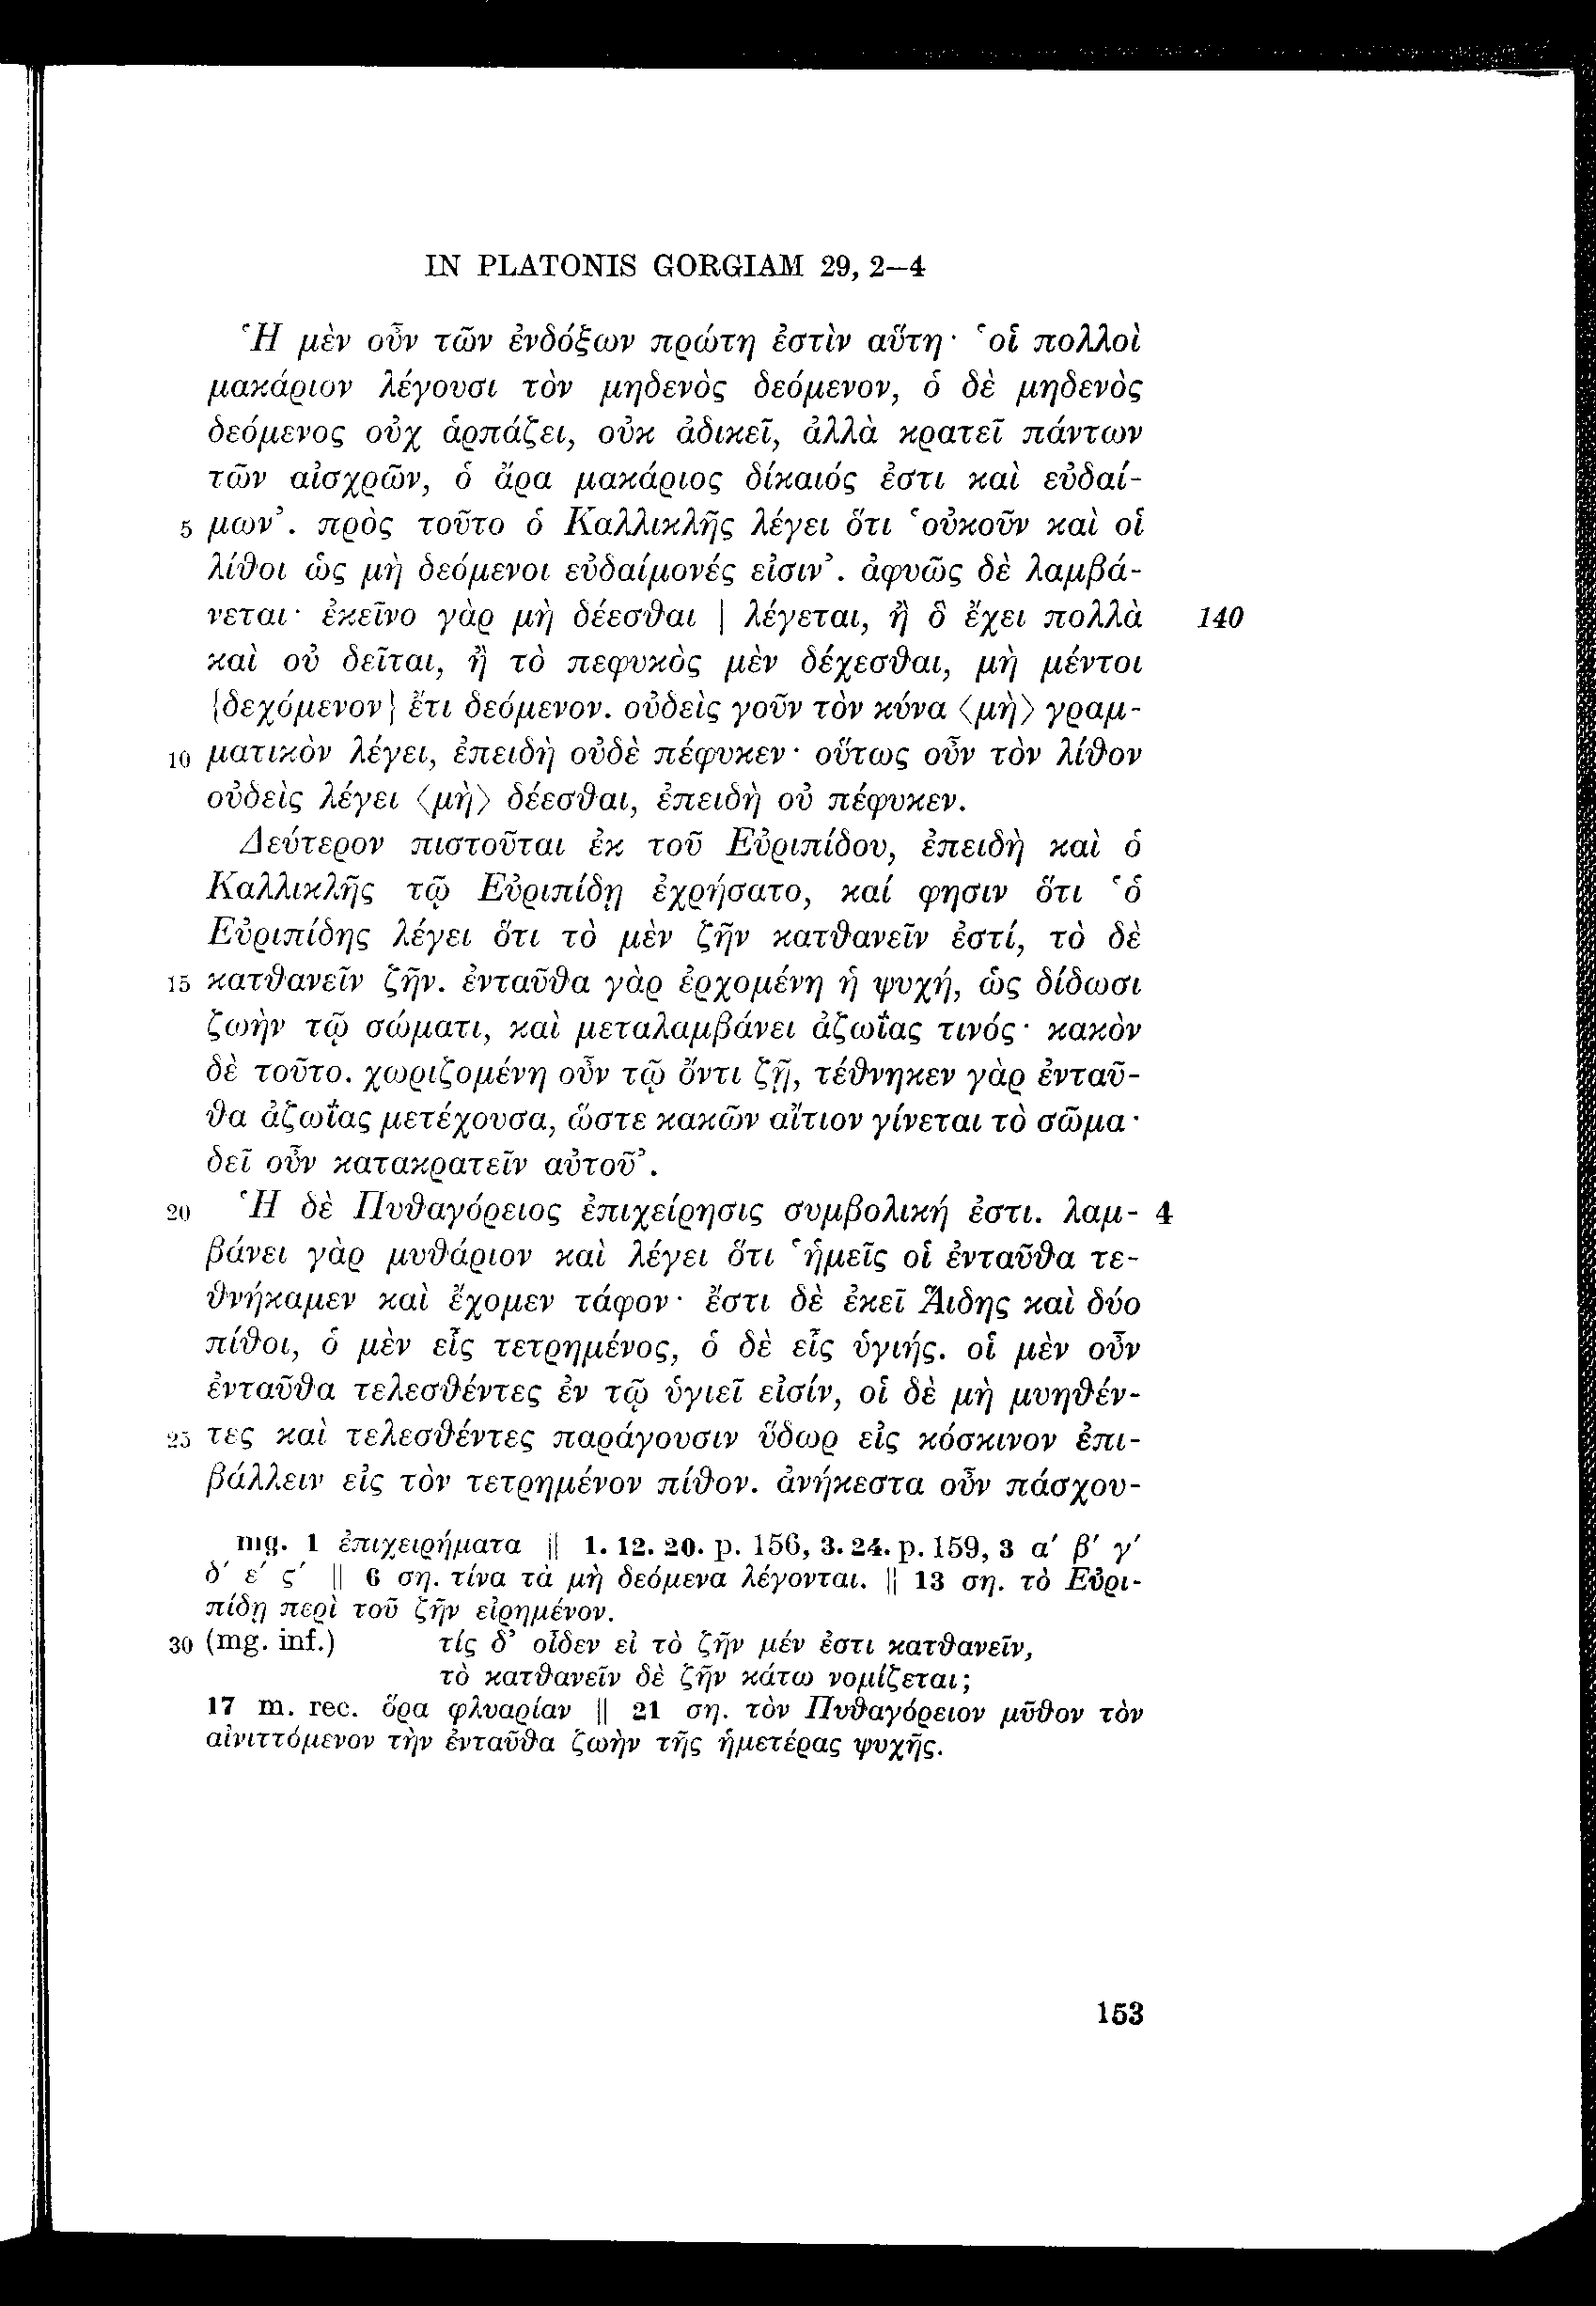 IN PLATONIS GORGIAM 29, 2–4
Ἡ μὲν οὖν τῶν ἐνδόξων πρώτη ἐστὶν αὕτη· ʽοἱ πολλοὶ
μακάριον λέγουσι τὸν μηδενὸς δεόμενον, ὁ δὲ μηδενὸς
δεόμενος οὐχ ἁρπάζει, οὐκ ἀδικεῖ, ἀλλὰ κρατεῖ πάντων
τῶν αἰσχρῶν, ὁ ἄρα μακάριος δίκαιός ἐστι καὶ εὐδαί-
5 μωνʼ. πρὸς τοῦτο ὁ Καλλικλῆς λέγει ὅτι ʽοὐκοῦν καὶ οἱ
λίθοι ὡς μὴ δεόμενοι εὐδαίμονές εἰσινʼ. ἀφυῶς δὲ λαμβά-
νεται· ἐκεῖνο γὰρ μὴ δέεσθαι | λέγεται, ἢ ὃ ἔχει πολλὰ 140
καὶ οὐ δεῖται, ἢ τὸ πεφυκὸς μὲν δέχεσθαι, μὴ μέντοι
{δεχόμενον} ἔτι δεόμενον. οὐδεὶς γοῦν τὸν κύνα ⟨μὴ⟩ γραμ-
10 ματικὸν λέγει, ἐπειδὴ οὐδὲ πέφυκεν· οὕτως οὖν τὸν λίθον
οὐδεὶς λέγει ⟨μὴ⟩ δέεσθαι, ἐπειδὴ οὐ πέφυκεν.
Δεύτερον πιστοῦται ἐκ τοῦ Εὐριπίδου, ἐπειδὴ καὶ ὁ
Καλλικλῆς τῷ Εὐριπίδῃ ἐχρήσατο, καί φησιν ὅτι ʽὁ
Εὐριπίδης λέγει ὅτι τὸ μὲν ζῆν κατθανεῖν ἐστί, τὸ δὲ
15 κατθανεῖν ζῆν. ἐνταῦθα γὰρ ἐρχομένη ἡ ψυχή, ὡς δίδωσι
ζωὴν τῷ σώματι, καὶ μεταλαμβάνει ἀζωΐας τινός· κακὸν
δὲ τοῦτο. χωριζομένη οὖν τῷ ὄντι ζῇ, τέθνηκεν γὰρ ἐνταῦ-
θα ἀζωΐας μετέχουσα, ὥστε κακῶν αἴτιον γίνεται τὸ σῶμα·
δεῖ οὖν κατακρατεῖν αὐτοῦʼ.
20 Ἡ δὲ Πυθαγόρειος ἐπιχείρησις συμβολική ἐστι. λαμ- 4
βάνει γὰρ μυθάριον καὶ λέγει ὅτι ʽἡμεῖς οἱ ἐνταῦθα τε-
θνήκαμεν καὶ ἔχομεν τάφον· ἔστι δὲ ἐκεῖ Ἅιδης καὶ δύο
πίθοι, ὁ μὲν εἷς τετρημένος, ὁ δὲ εἷς ὑγιής. οἱ μὲν οὖν
ἐνταῦθα τελεσθέντες ἐν τῷ ὑγιεῖ εἰσίν, οἱ δὲ μὴ μυηθέν-
25 τες καὶ τελεσθέντες παράγουσιν ὕδωρ εἰς κόσκινον ἐπι-
βάλλειν εἰς τὸν τετρημένον πίθον. ἀνήκεστα οὖν πάσχου-
mg. 1 ἐπιχειρήματα || 1. 12. 20. p. 156, 3. 24. p. 159, 3 αʹ βʹ γʹ
δʹ εʹ ςʹ || 6 ση. τίνα τὰ μὴ δεόμενα λέγονται. || 13 ση. τὸ Εὐρι-
πίδῃ περὶ τοῦ ζῆν εἰρημένον.
30 (mg. inf.) τίς δ᾽ οἶδεν εἰ τὸ ζῆν μέν ἐστι κατθανεῖν,
τὸ κατθανεῖν δὲ ζῆν κάτω νομίζεται;
17 m. rec. ὅρα φλυαρίαν || 21 ση. τὸν Πυθαγόρειον μῦθον τὸν
αἰνιττόμενον τὴν ἐνταῦθα ζωὴν τῆς ἡμετέρας ψυχῆς.
153